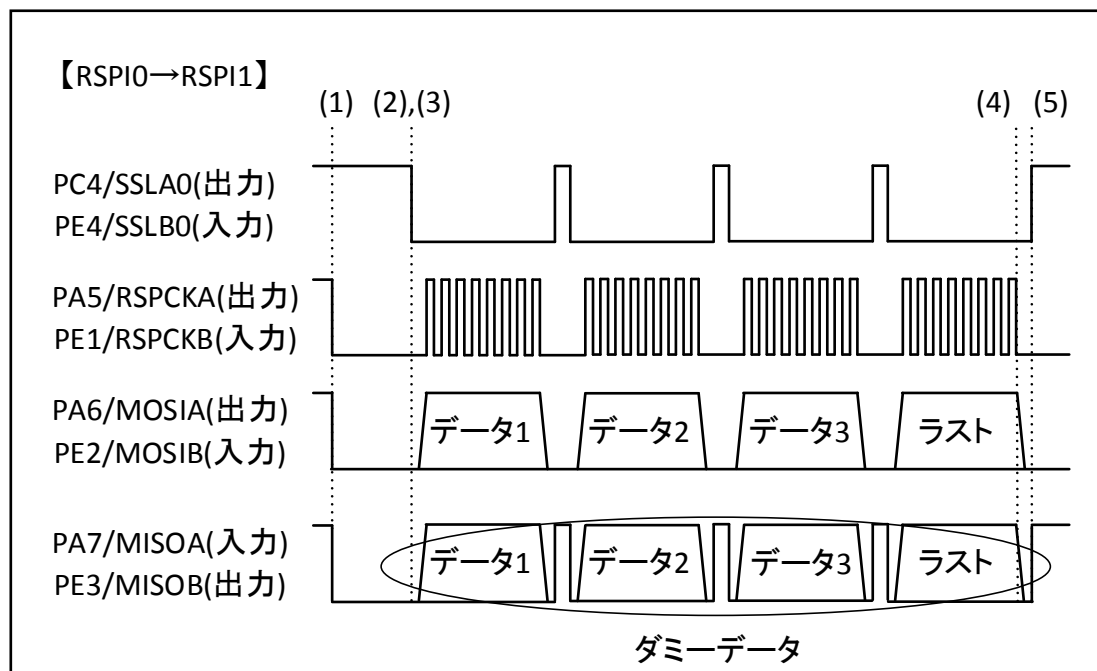 【RSPI0→RSPI1】
(1) (2),(3) (4) (5)
PC4/SSLA0(出力)
PE4/SSLB0(入力)
PA5/RSPCKA(出力)
PE1/RSPCKB(入力)
PA6/MOSIA(出力)
PE2/MOSIB(入力)
データ1 データ2 データ3 ラスト
PA7/MISOA(入力)
PE3/MISOB(出力)
データ1 データ2 データ3 ラスト
ダミーデータ